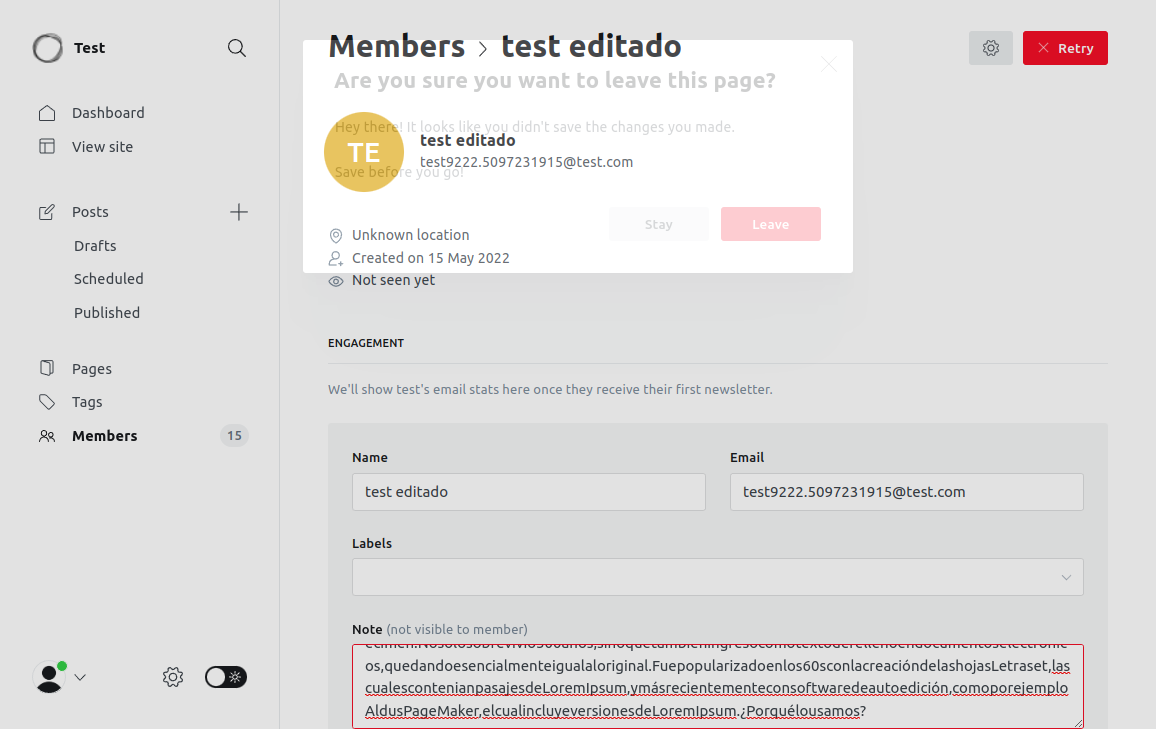 Test
Dashboard
View site
Posts
Drafts
Scheduled
Published
Pages
Tags
Members 15
Members > test editado
Retry
Are you sure you want to leave this page?
Hey there! It looks like you didn't save the changes you made.
Save before you go!
Stay
Leave
TE
test editado
test9222.5097231915@test.com
Unknown location
Created on 15 May 2022
Not seen yet
ENGAGEMENT
We'll show test's email stats here once they receive their first newsletter.
Name
test editado
Email
test9222.5097231915@test.com
Labels
Note (not visible to member)
ecimen.Nosólosobrevivió500años,sinoquetambieningresócomotextoderellenoendocumentoselectrónic
os,quedandoesencialmenteigualaloriginal.Fuepopularizadoenlos60sconlacreacióndelashojasLetraset,las
cualescontenianpasajesdeLoremIpsum,ymásrecientementeconsoftwaredeautoedición,comoporejemplo
AldusPageMaker,elcualincluyeversionesdeLoremIpsum.¿Porquélousamos?